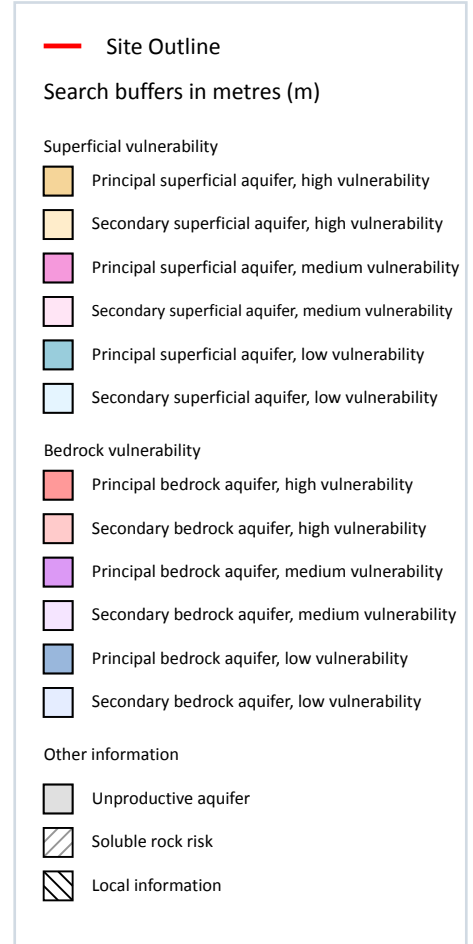 Site Outline
Search buffers in metres (m)
Superficial vulnerability
Principal superficial aquifer, high vulnerability
Secondary superficial aquifer, high vulnerability
Principal superficial aquifer, medium vulnerability
Secondary superficial aquifer, medium vulnerability
Principal superficial aquifer, low vulnerability
Secondary superficial aquifer, low vulnerability
Bedrock vulnerability
Principal bedrock aquifer, high vulnerability
Secondary bedrock aquifer, high vulnerability
Principal bedrock aquifer, medium vulnerability
Secondary bedrock aquifer, medium vulnerability
Principal bedrock aquifer, low vulnerability
Secondary bedrock aquifer, low vulnerability
Other information
Unproductive aquifer
Soluble rock risk
Local information